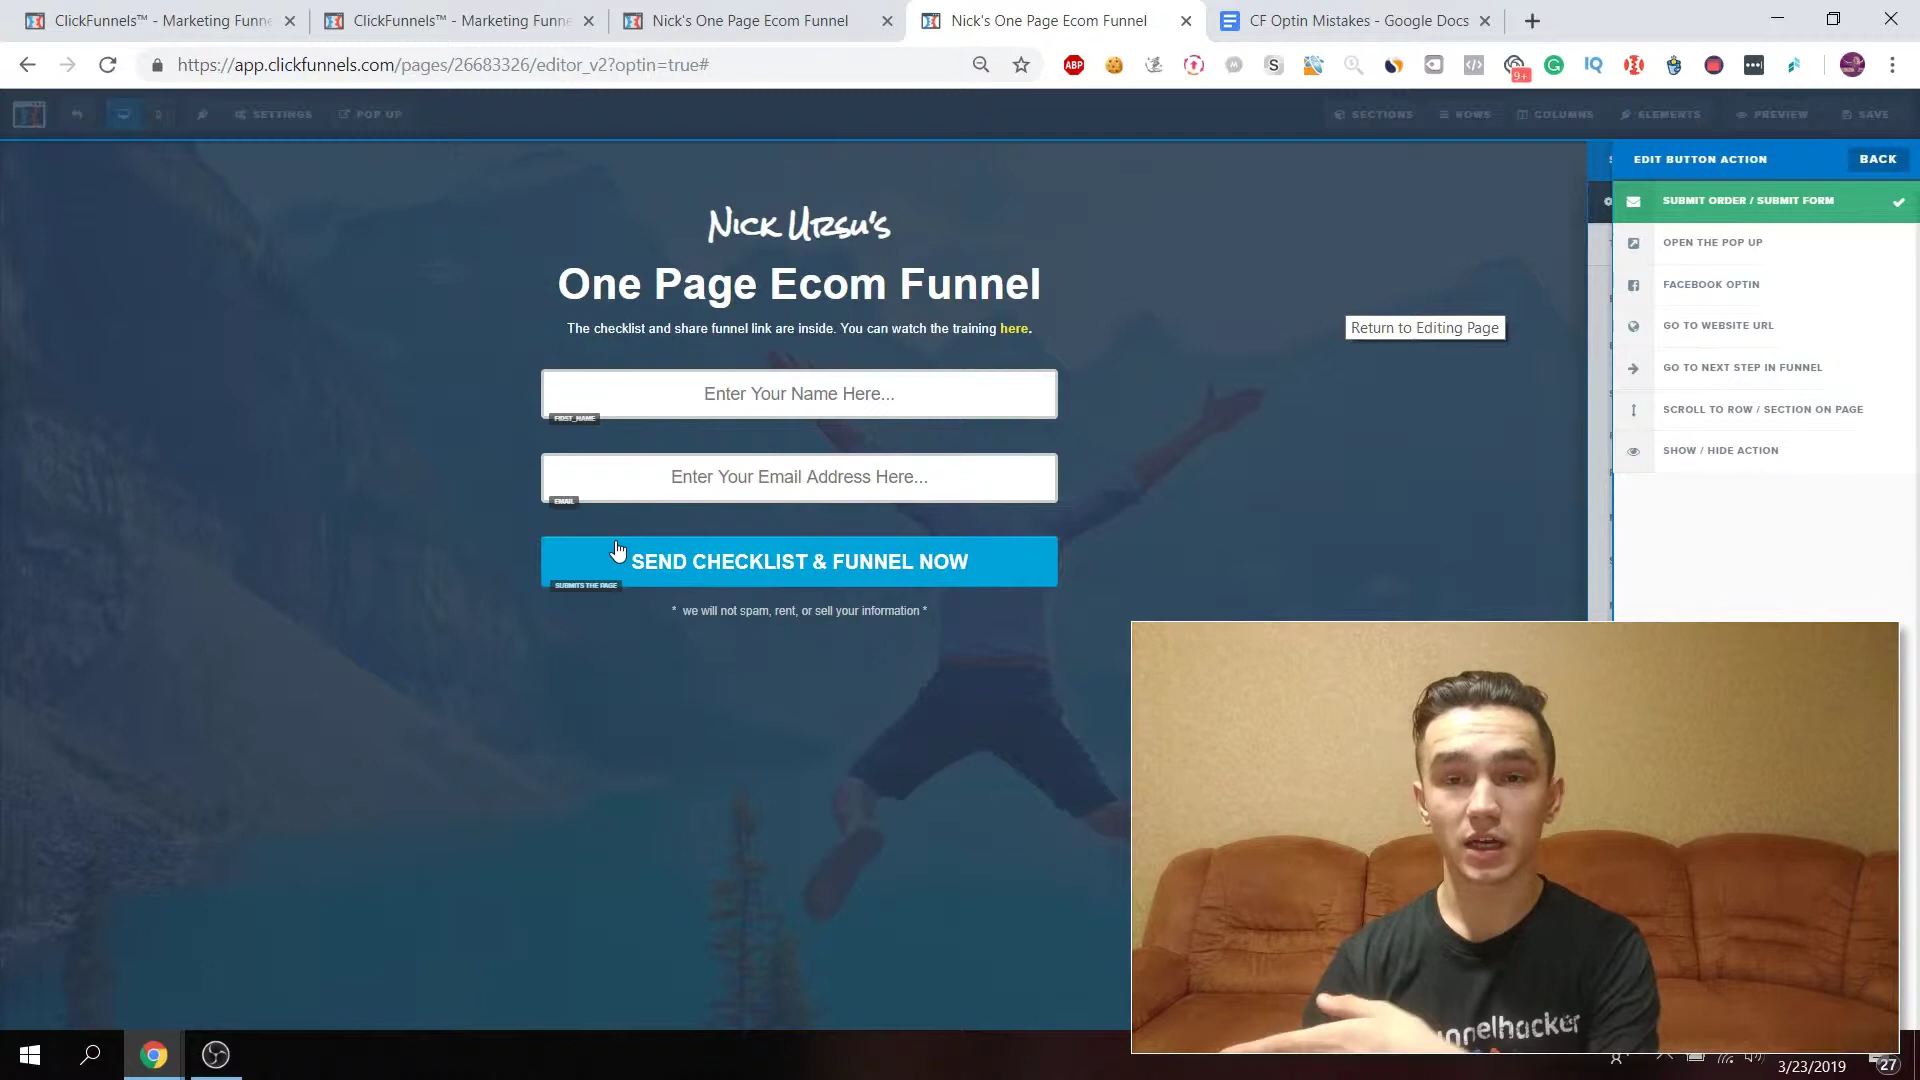 ClickFunnels™ - Marketing Funne
ClickFunnels™ - Marketing Funne
Nick's One Page Ecom Funnel
Nick's One Page Ecom Funnel
CF Optin Mistakes - Google Docs
https://app.clickfunnels.com/pages/26683326/editor_v2?optin=true#
ABP
S
9+
IQ
SETTINGS
POP UP
SECTIONS
ROWS
COLUMNS
ELEMENTS
PREVIEW
SAVE
EDIT BUTTON ACTION
BACK
SUBMIT ORDER / SUBMIT FORM
OPEN THE POP UP
FACEBOOK OPTIN
GO TO WEBSITE URL
GO TO NEXT STEP IN FUNNEL
SCROLL TO ROW / SECTION ON PAGE
SHOW / HIDE ACTION
Nick Ursu's
One Page Ecom Funnel
The checklist and share funnel link are inside. You can watch the training here.
Return to Editing Page
Enter Your Name Here...
FIRST_NAME
Enter Your Email Address Here...
EMAIL
SEND CHECKLIST & FUNNEL NOW
SUBMITS THE PAGE
* we will not spam, rent, or sell your information *
unnelhacker
3/23/2019
27